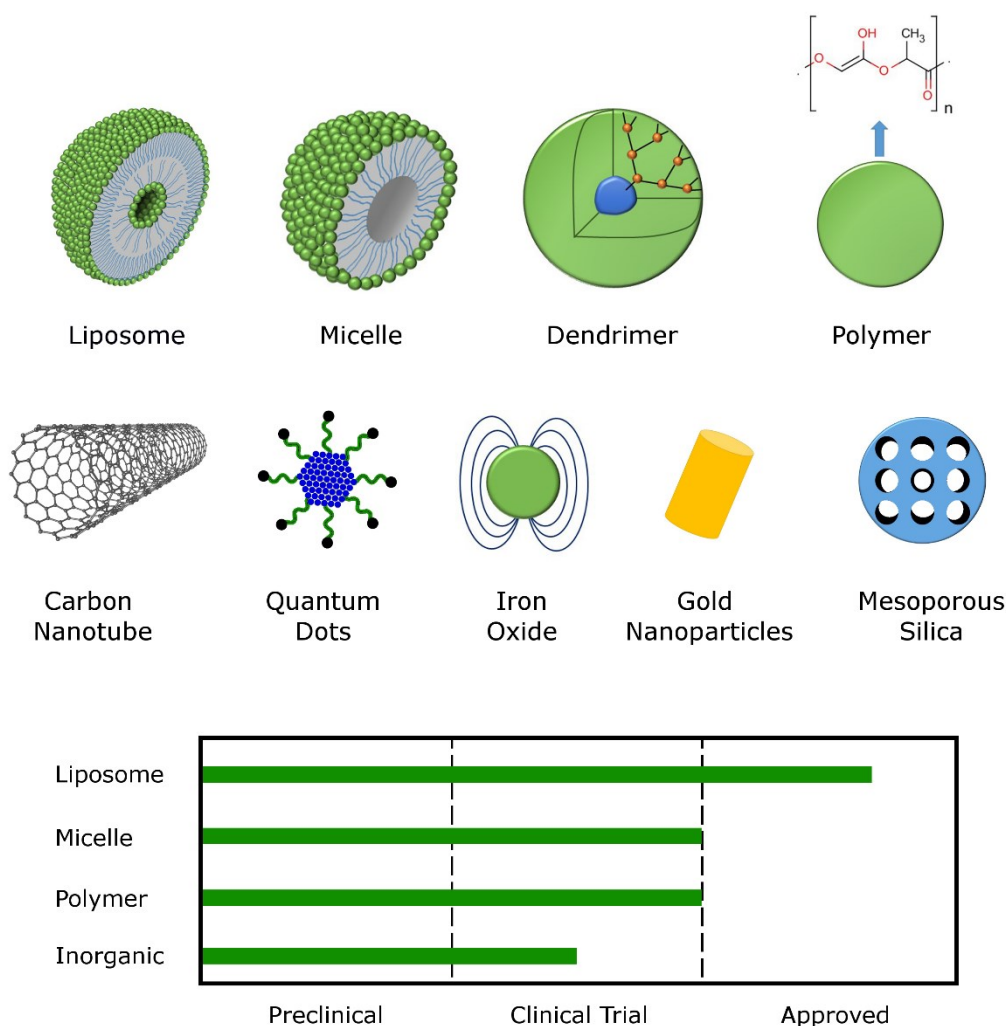 OH
CH3
O
O
O
n
Liposome
Micelle
Dendrimer
Polymer
Carbon
Nanotube
Quantum
Dots
Iron
Oxide
Gold
Nanoparticles
Mesoporous
Silica
Liposome
Micelle
Polymer
Inorganic
Preclinical
Clinical Trial
Approved